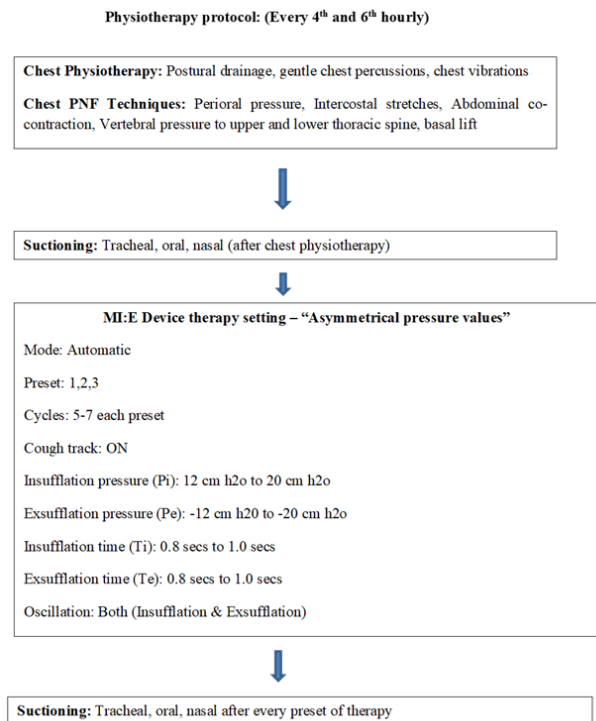 Physiotherapy protocol: (Every 4th and 6th hourly)
Chest Physiotherapy: Postural drainage, gentle chest percussions, chest vibrations
Chest PNF Techniques: Perioral pressure, Intercostal stretches, Abdominal co-
contraction, Vertebral pressure to upper and lower thoracic spine, basal lift
Suctioning: Tracheal, oral, nasal (after chest physiotherapy)
MI:E Device therapy setting – “Asymmetrical pressure values”
Mode: Automatic
Preset: 1,2,3
Cycles: 5-7 each preset
Cough track: ON
Insufflation pressure (Pi): 12 cm h2o to 20 cm h2o
Exsufflation pressure (Pe): -12 cm h20 to -20 cm h2o
Insufflation time (Ti): 0.8 secs to 1.0 secs
Exsufflation time (Te): 0.8 secs to 1.0 secs
Oscillation: Both (Insufflation & Exsufflation)
Suctioning: Tracheal, oral, nasal after every preset of therapy